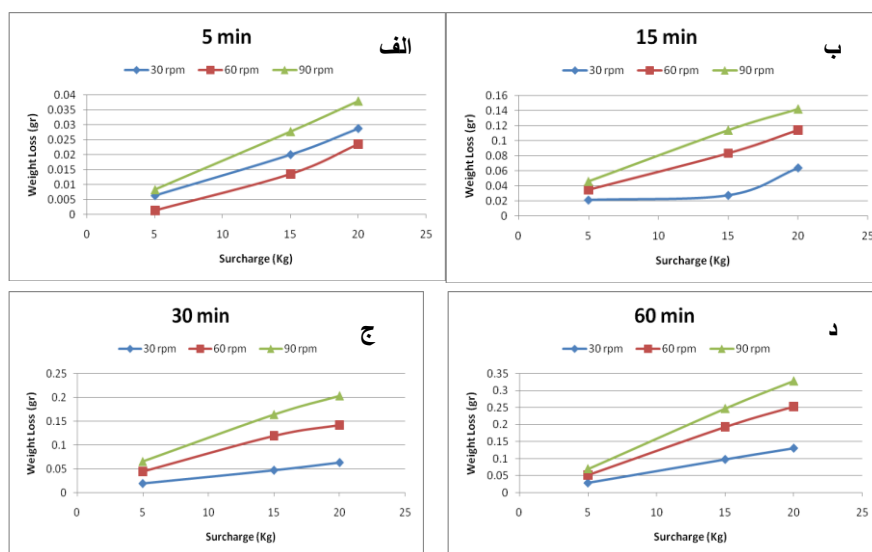 5 min
الف
30 rpm 60 rpm 90 rpm
Weight Loss (gr)
0.04
0.035
0.03
0.025
0.02
0.015
0.01
0.005
0
0 5 10 15 20 25
Surcharge (Kg)
15 min
ب
30 rpm 60 rpm 90 rpm
Weight Loss (gr)
0.16
0.14
0.12
0.1
0.08
0.06
0.04
0.02
0
0 5 10 15 20 25
Surcharge (Kg)
30 min
ج
30 rpm 60 rpm 90 rpm
Weight Loss (gr)
0.25
0.2
0.15
0.1
0.05
0
0 5 10 15 20 25
Surcharge (Kg)
60 min
د
30 rpm 60 rpm 90 rpm
Weight Loss (gr)
0.35
0.3
0.25
0.2
0.15
0.1
0.05
0
0 5 10 15 20 25
Surcharge (Kg)